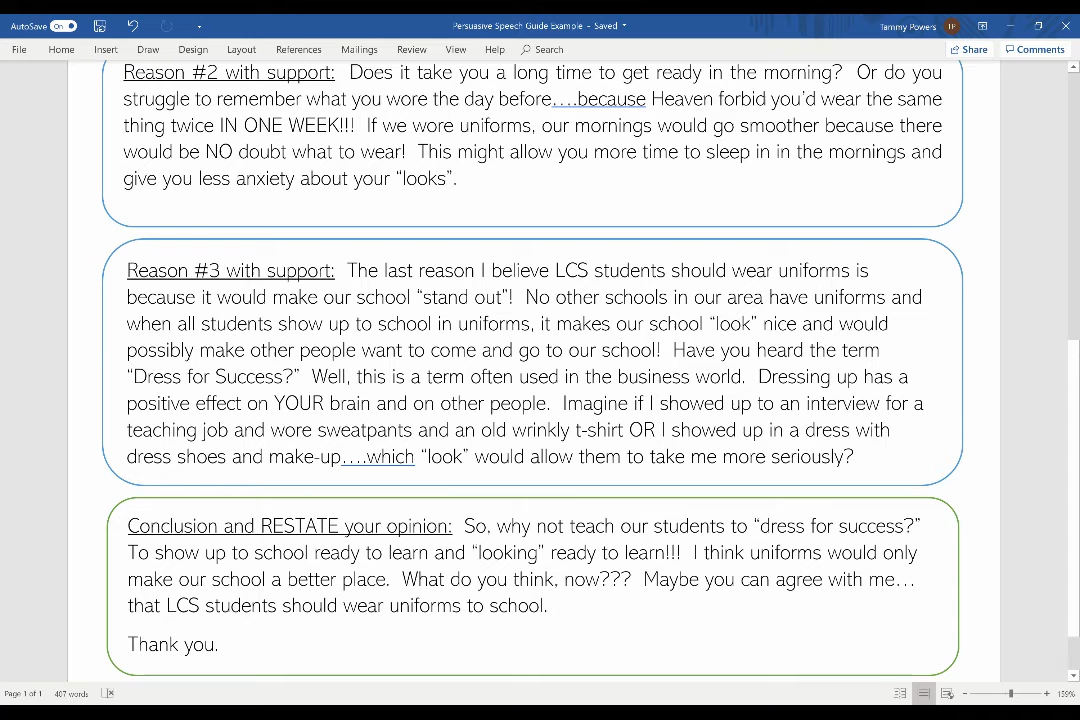 AutoSave On
Persuasive Speech Guide Example - Saved
Tammy Powers TP
File Home Insert Draw Design Layout References Mailings Review View Help Search Share Comments
Reason #2 with support: Does it take you a long time to get ready in the morning? Or do you
struggle to remember what you wore the day before….because Heaven forbid you'd wear the same
thing twice IN ONE WEEK!!! If we wore uniforms, our mornings would go smoother because there
would be NO doubt what to wear! This might allow you more time to sleep in in the mornings and
give you less anxiety about your "looks".
Reason #3 with support: The last reason I believe LCS students should wear uniforms is
because it would make our school "stand out"! No other schools in our area have uniforms and
when all students show up to school in uniforms, it makes our school "look" nice and would
possibly make other people want to come and go to our school! Have you heard the term
"Dress for Success?" Well, this is a term often used in the business world. Dressing up has a
positive effect on YOUR brain and on other people. Imagine if I showed up to an interview for a
teaching job and wore sweatpants and an old wrinkly t-shirt OR I showed up in a dress with
dress shoes and make-up….which "look" would allow them to take me more seriously?
Conclusion and RESTATE your opinion: So, why not teach our students to "dress for success?"
To show up to school ready to learn and "looking" ready to learn!!! I think uniforms would only
make our school a better place. What do you think, now??? Maybe you can agree with me…
that LCS students should wear uniforms to school.
Thank you.
Page 1 of 1 407 words 159%